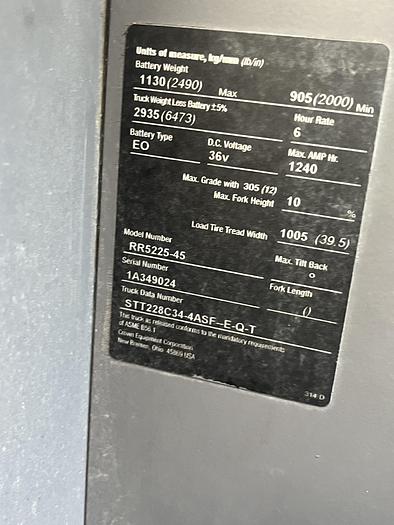 Units of measure, kg/mm (lb/in)
Battery Weight
1130 (2490) Max 905 (2000) Min
Truck Weight Less Battery ±5% Hour Rate
2935 (6473) 6
Battery Type D.C. Voltage Max. AMP Hr.
EO 36v 1240
Max. Grade with 305 (12)
Max. Fork Height 10 %
Load Tire Tread Width 1005 (39.5)
Model Number Max. Tilt Back
RR5225-45 o
Serial Number Fork Length
1A349024 ()
Truck Data Number
STT228C34-4ASF--E-Q-T
This truck as released conforms to the mandatory requirements
of ASME B56.1
Crown Equipment Corporation
New Bremen, Ohio 45869 USA
314 D